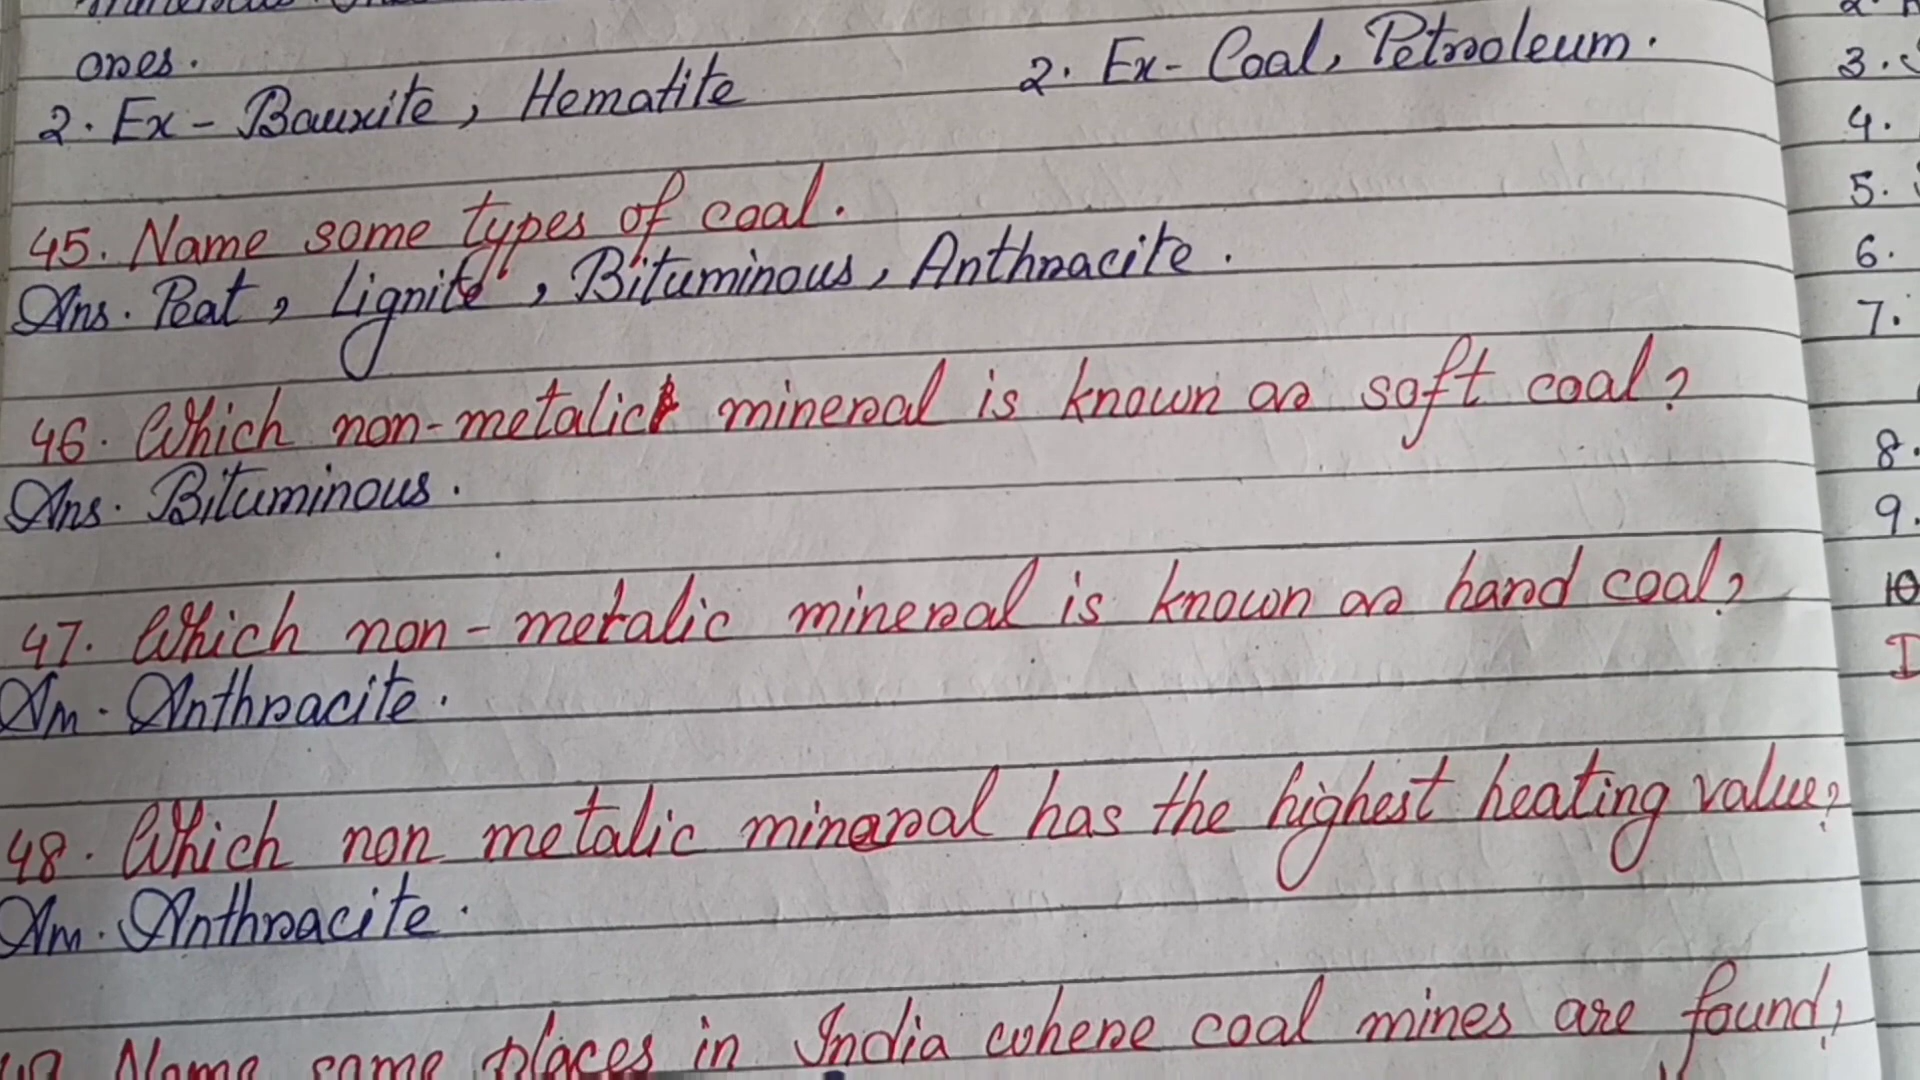 ores.
2. Ex - Bauxite, Hematite
2. Ex- Coal, Petroleum.
45. Name some types of coal.
Ans. Peat, Lignite, Bituminous, Anthracite.
46. Which non-metalic mineral is known as soft coal?
Ans. Bituminous.
47. Which non-metalic mineral is known as hard coal?
Ans. Anthracite.
48. Which non metalic mineral has the highest heating value?
Ans. Anthracite.
49. Name some places in India where coal mines are found?
3.
4.
5.
6.
7.
8.
9.
10
I